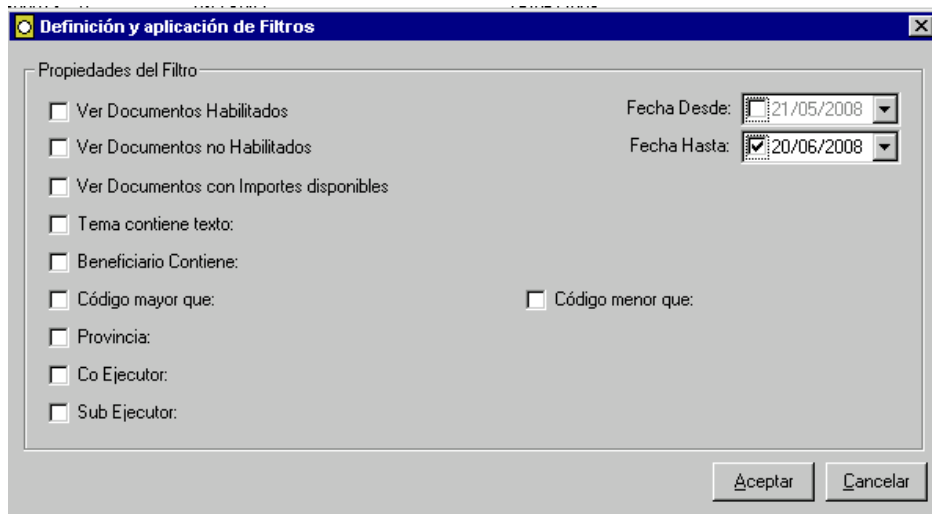 Definición y aplicación de Filtros
Propiedades del Filtro
Ver Documentos Habilitados
Fecha Desde: 21/05/2008
Ver Documentos no Habilitados
Fecha Hasta: 20/06/2008
Ver Documentos con Importes disponibles
Tema contiene texto:
Beneficiario Contiene:
Código mayor que:
Código menor que:
Provincia:
Co Ejecutor:
Sub Ejecutor:
Aceptar
Cancelar